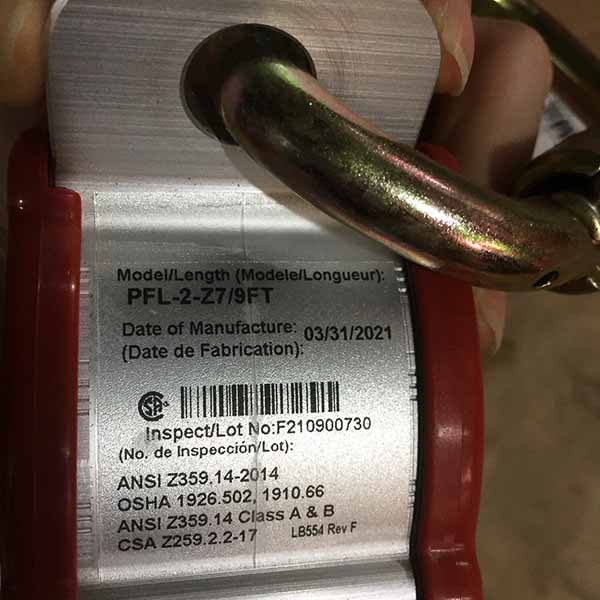 Model/Length (Modele/Longueur):
PFL-2-Z7/9FT
Date of Manufacture: 03/31/2021
(Date de Fabrication):
CSA
Inspect/Lot No:F210900730
(No. de Inspección/Lot):
ANSI Z359.14-2014
OSHA 1926.502, 1910.66
ANSI Z359.14 Class A & B
CSA Z259.2.2-17 LB554 Rev F